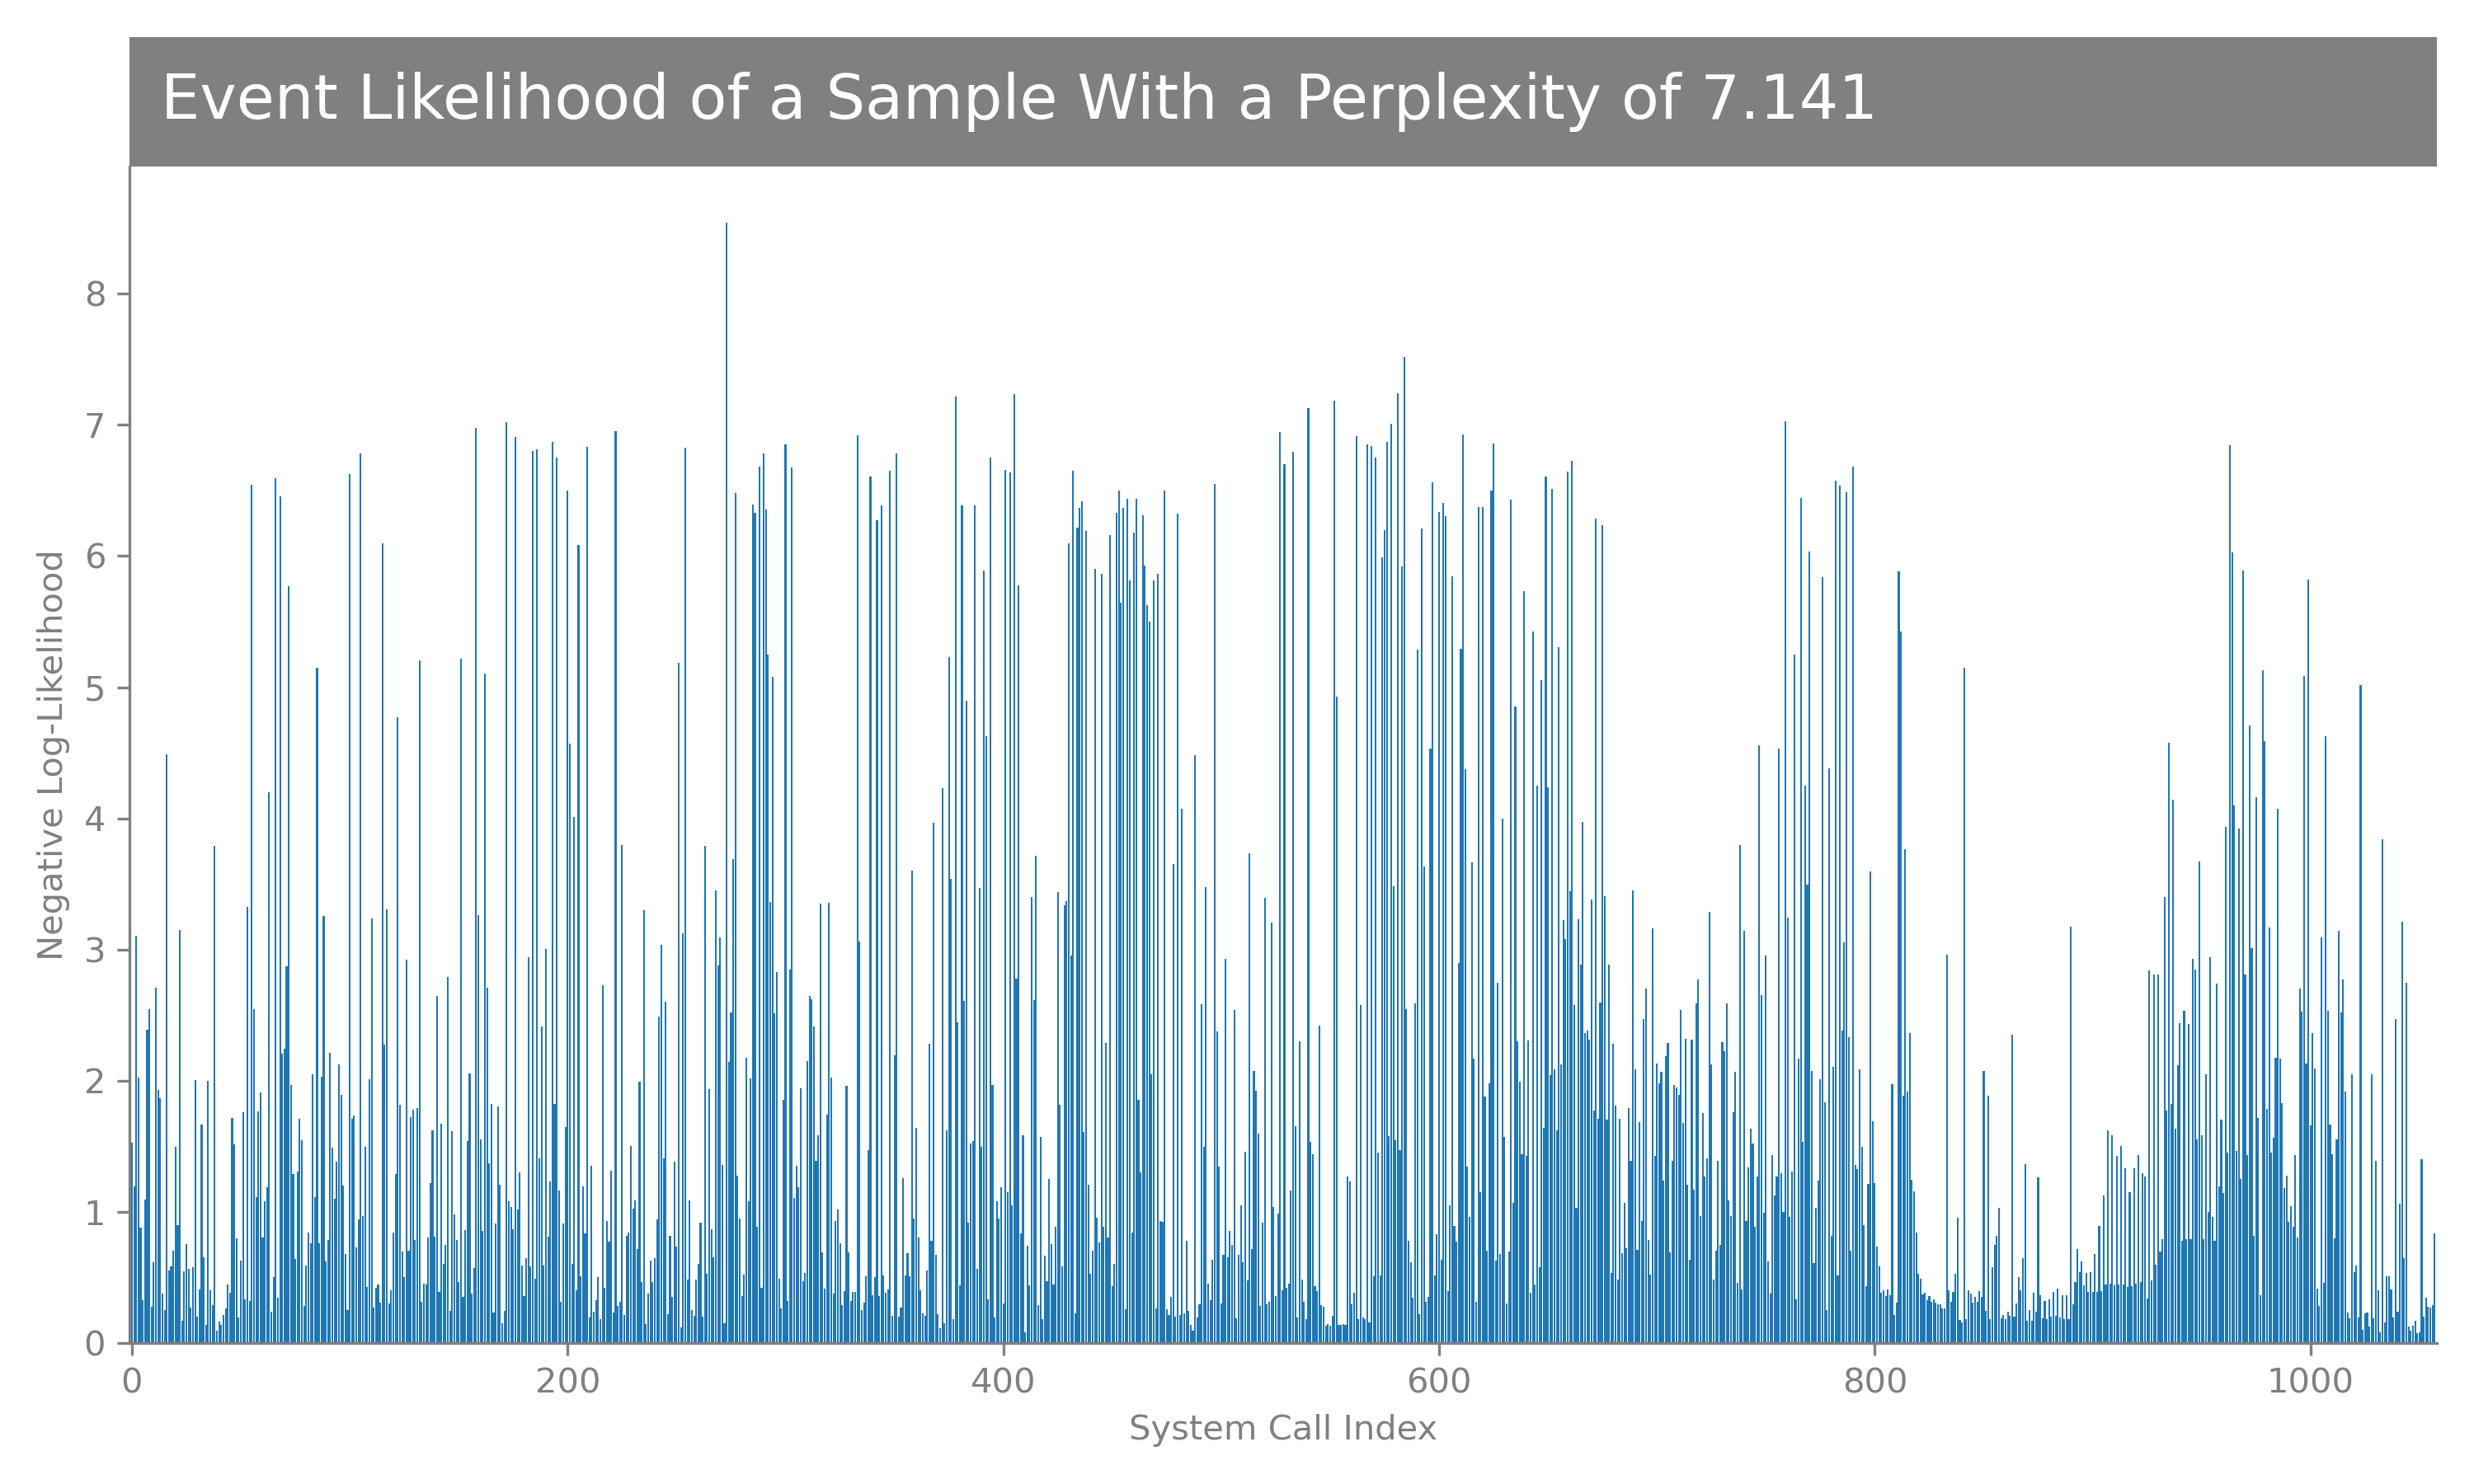 Event Likelihood of a Sample With a Perplexity of 7.141
Negative Log-Likelihood
8
7
6
5
4
3
2
1
0
0 200 400 600 800 1000
System Call Index